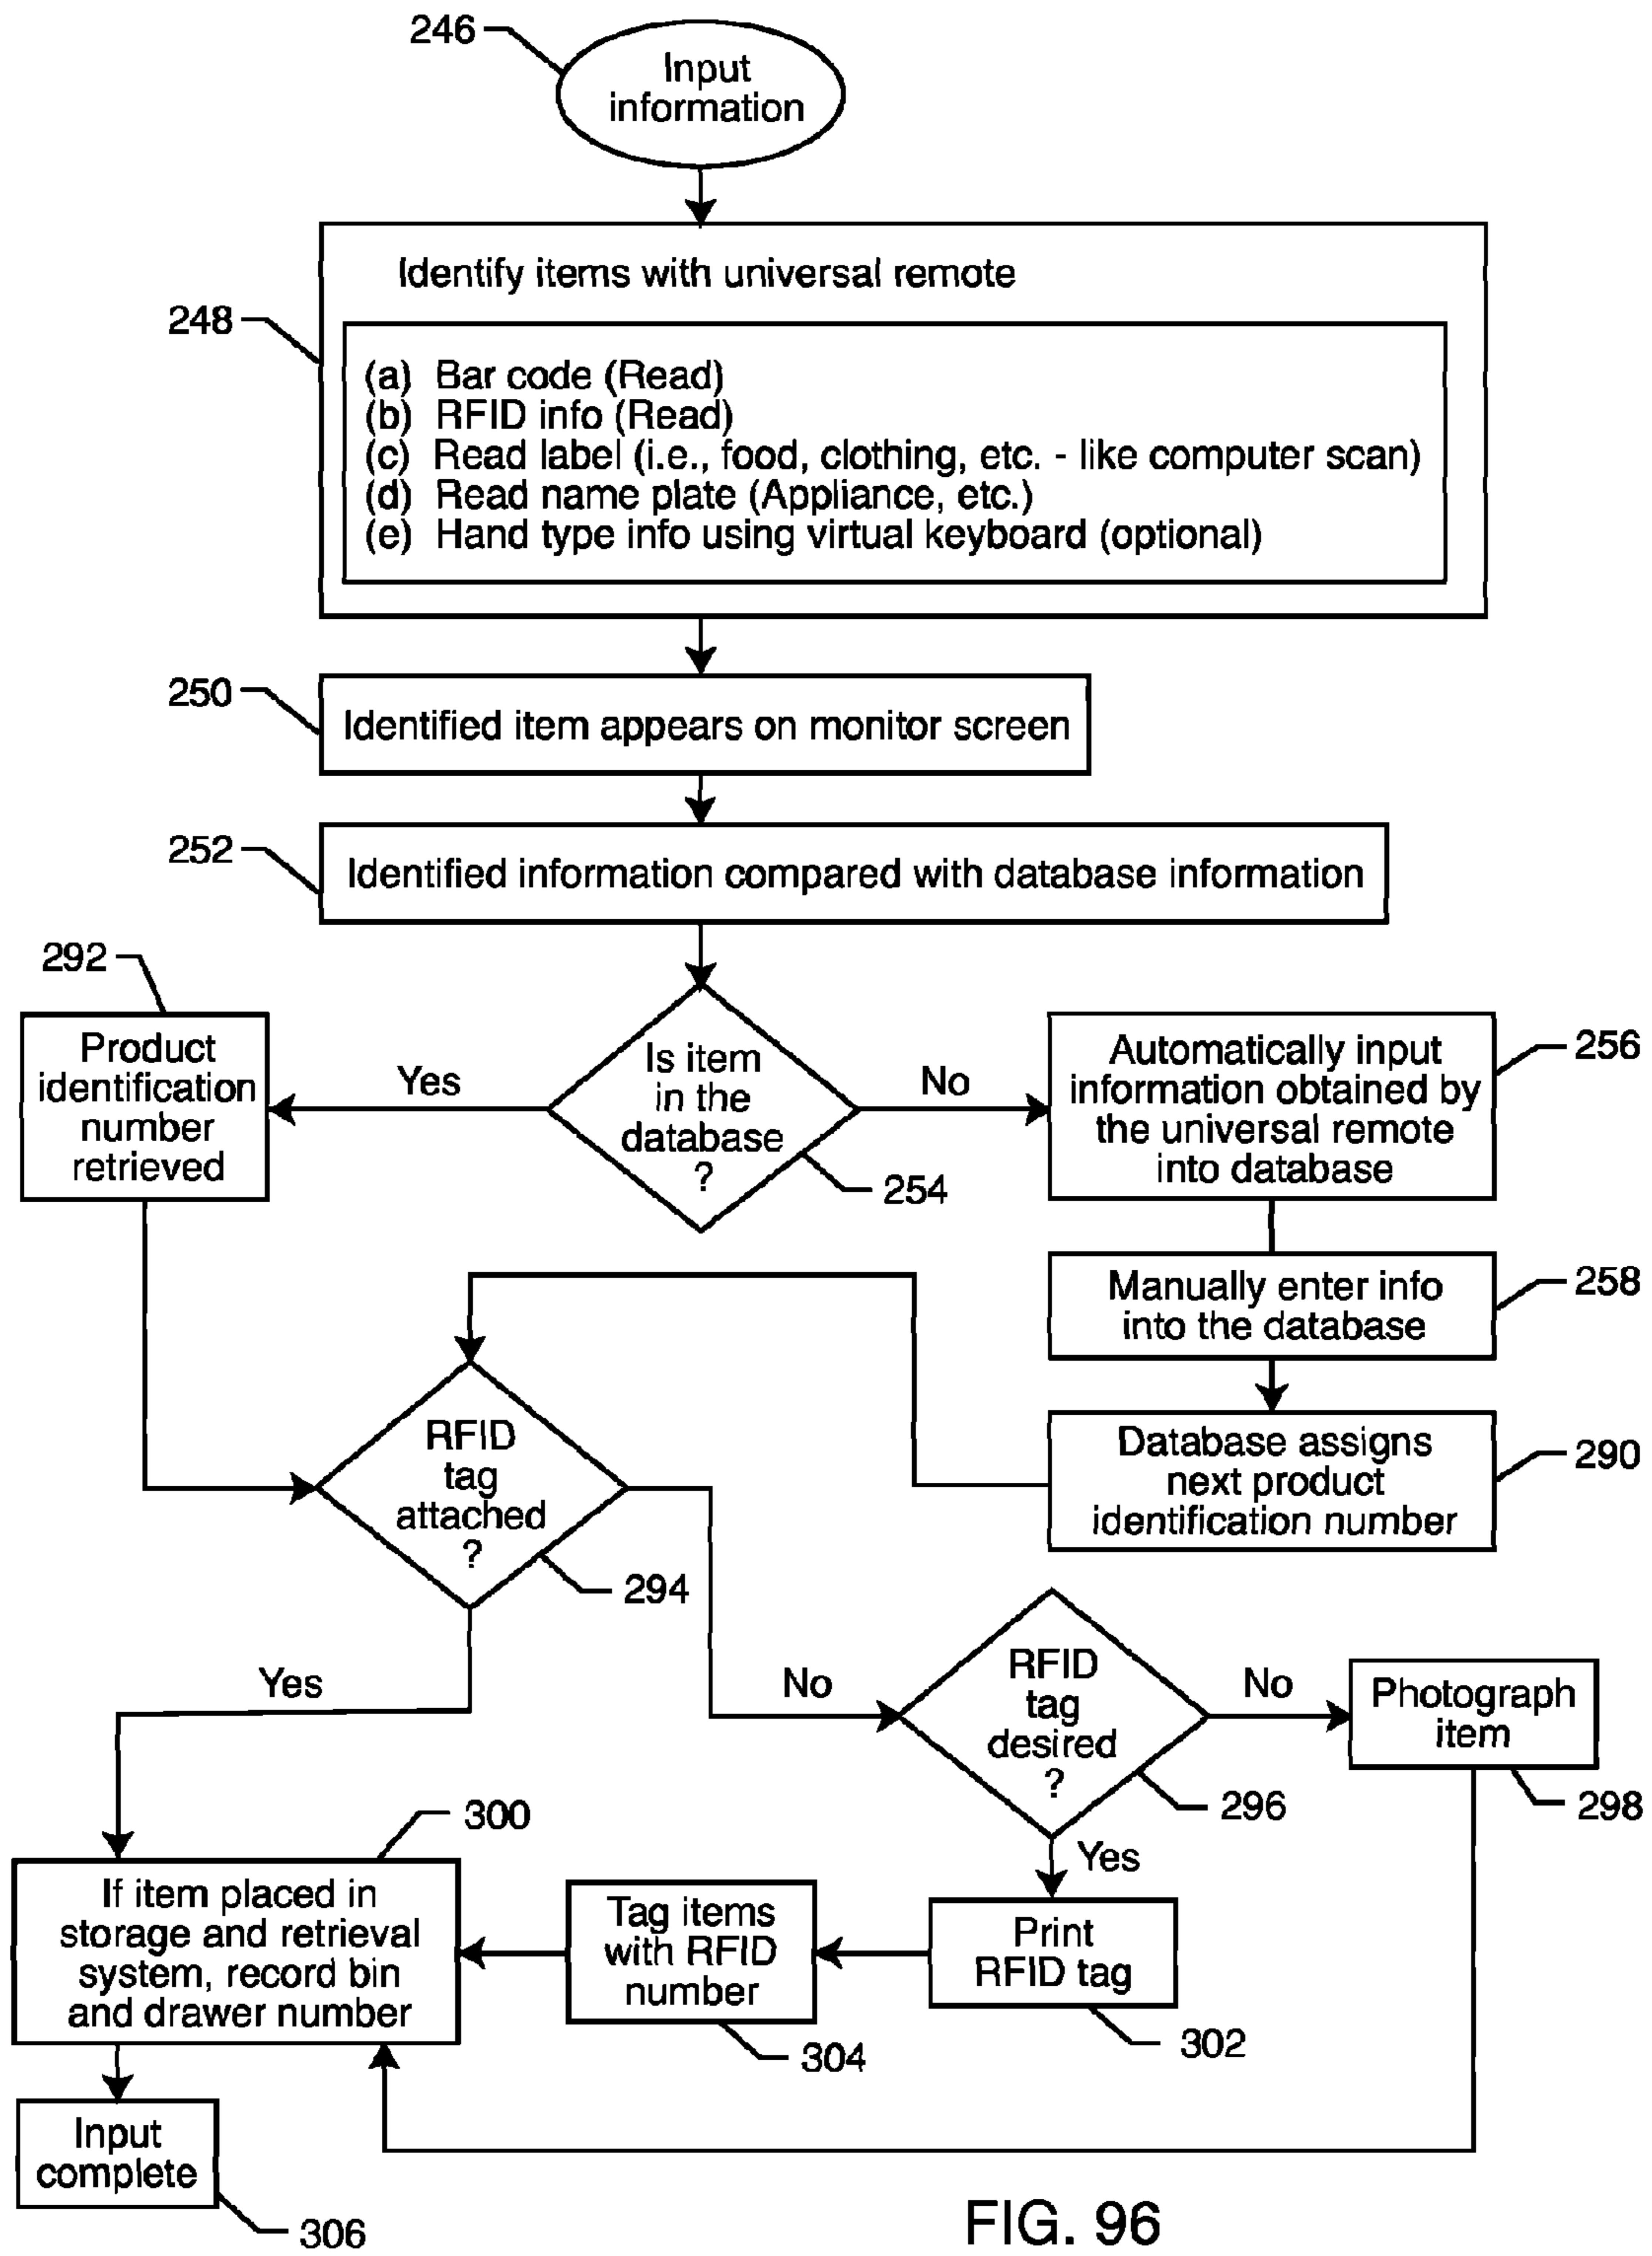 246
Input
information
Identify items with universal remote
248
(a) Bar code (Read)
(b) RFID info (Read)
(c) Read label (i.e., food, clothing, etc. - like computer scan)
(d) Read name plate (Appliance, etc.)
(e) Hand type info using virtual keyboard (optional)
250
Identified item appears on monitor screen
252
Identified information compared with database information
292
Product
identification
number
retrieved
Yes
Is item
in the
database
?
254
No
Automatically input
information obtained by
the universal remote
into database
256
Manually enter info
into the database
258
Database assigns
next product
identification number
290
RFID
tag
attached
?
294
Yes
No
RFID
tag
desired
?
296
No
Photograph
item
298
Yes
300
If item placed in
storage and retrieval
system, record bin
and drawer number
Tag items
with RFID
number
304
Print
RFID tag
302
Input
complete
306
FIG. 96